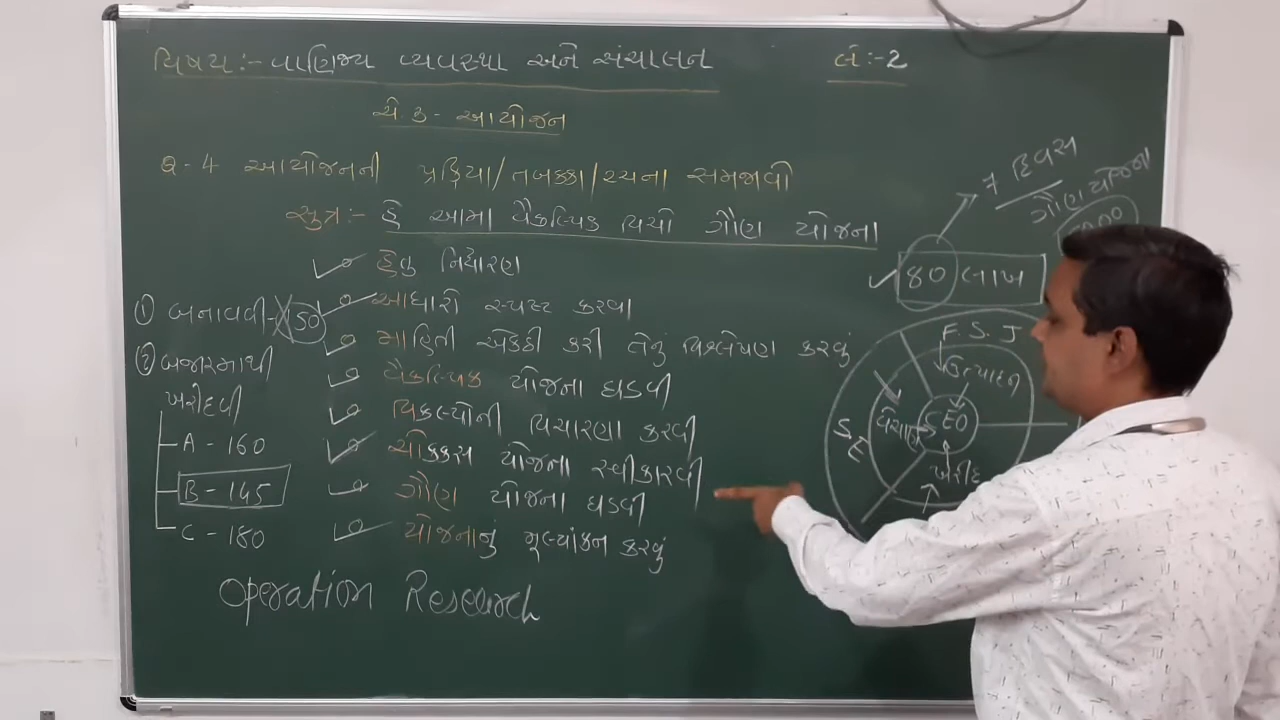 વિષય:- વાણિજ્ય વ્યવસ્થા અને સંચાલન
લે:-2
ચે.3- આયોજન
Q-4 આયોજનની પ્રક્રિયા/તબક્કા/રચના સમજાવો
સુત્ર:- હે આમા વૈકલ્પિક વિચો ગૌણ યોજના
હેતુ નિર્ધારણ
આધારો સ્પષ્ટ કરવા
માહિતી એકઠી કરી તેનું વિશ્લેષણ કરવું
વૈકલ્પિક યોજના ઘડવી
વિકલ્પોની વિચારણા કરવી
ચોક્કસ યોજના સ્વીકારવી
ગૌણ યોજના ઘડવી
યોજનાનું મૂલ્યાંકન કરવું
① બનાવવી- 150
② બજારમાથી
ખરીદવી
A - 160
B - 145
C - 180
Operation Research
7 દિવસ
ગૌણ યોજના
80 લાખ
F. S. J
ઉત્પાદન
વેચાણ
CEO
ખરીદ
S E